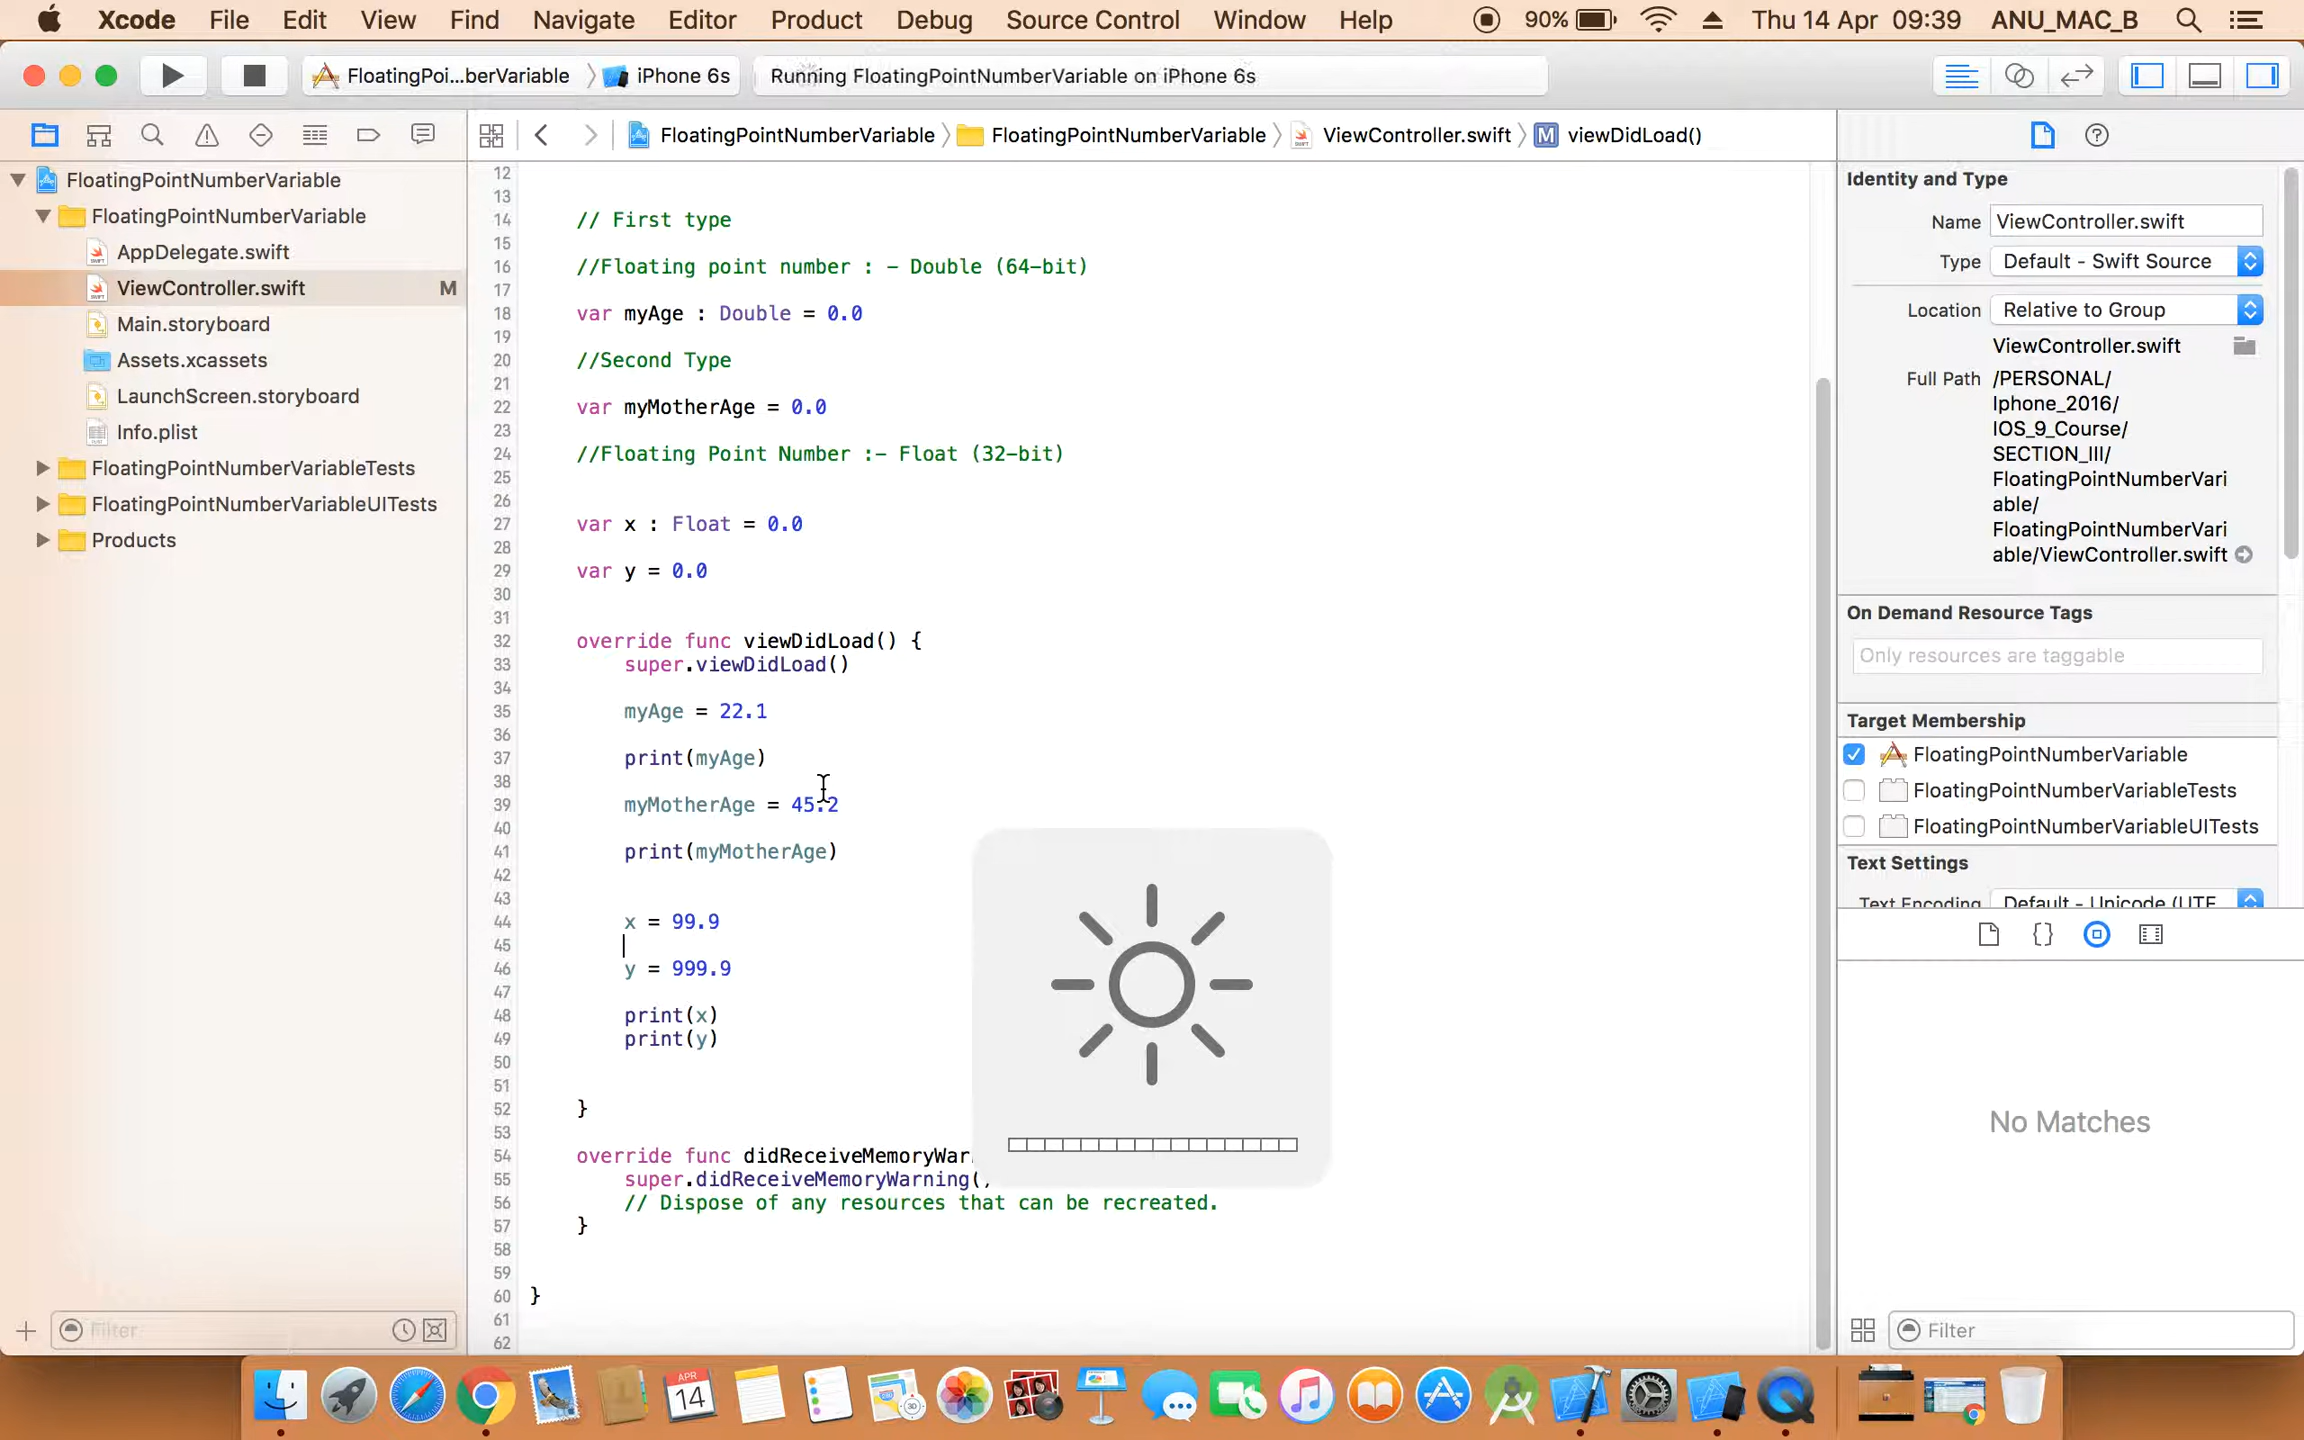 Xcode File Edit View Find Navigate Editor Product Debug Source Control Window Help 90% Thu 14 Apr 09:39 ANU_MAC_B
FloatingPoi...berVariable iPhone 6s Running FloatingPointNumberVariable on iPhone 6s
FloatingPointNumberVariable FloatingPointNumberVariable ViewController.swift M viewDidLoad()
FloatingPointNumberVariable
FloatingPointNumberVariable
AppDelegate.swift
ViewController.swift M
Main.storyboard
Assets.xcassets
LaunchScreen.storyboard
Info.plist
FloatingPointNumberVariableTests
FloatingPointNumberVariableUITests
Products
Filter
12
13
14 // First type
15
16 //Floating point number : - Double (64-bit)
17
18 var myAge : Double = 0.0
19
20 //Second Type
21
22 var myMotherAge = 0.0
23
24 //Floating Point Number :- Float (32-bit)
25
26
27 var x : Float = 0.0
28
29 var y = 0.0
30
31
32 override func viewDidLoad() {
33 super.viewDidLoad()
34
35 myAge = 22.1
36
37 print(myAge)
38
39 myMotherAge = 45.2
40
41 print(myMotherAge)
42
43
44 x = 99.9
45
46 y = 999.9
47
48 print(x)
49 print(y)
50
51
52 }
53
54 override func didReceiveMemoryWar
55 super.didReceiveMemoryWarning(
56 // Dispose of any resources that can be recreated.
57 }
58
59
60 }
61
62
Identity and Type
Name ViewController.swift
Type Default - Swift Source
Location Relative to Group
ViewController.swift
Full Path /PERSONAL/
Iphone_2016/
IOS_9_Course/
SECTION_III/
FloatingPointNumberVari
able/
FloatingPointNumberVari
able/ViewController.swift
On Demand Resource Tags
Only resources are taggable
Target Membership
FloatingPointNumberVariable
FloatingPointNumberVariableTests
FloatingPointNumberVariableUITests
Text Settings
Text Encoding Default - Unicode (UTF
{}
No Matches
Filter
APR
14
3D